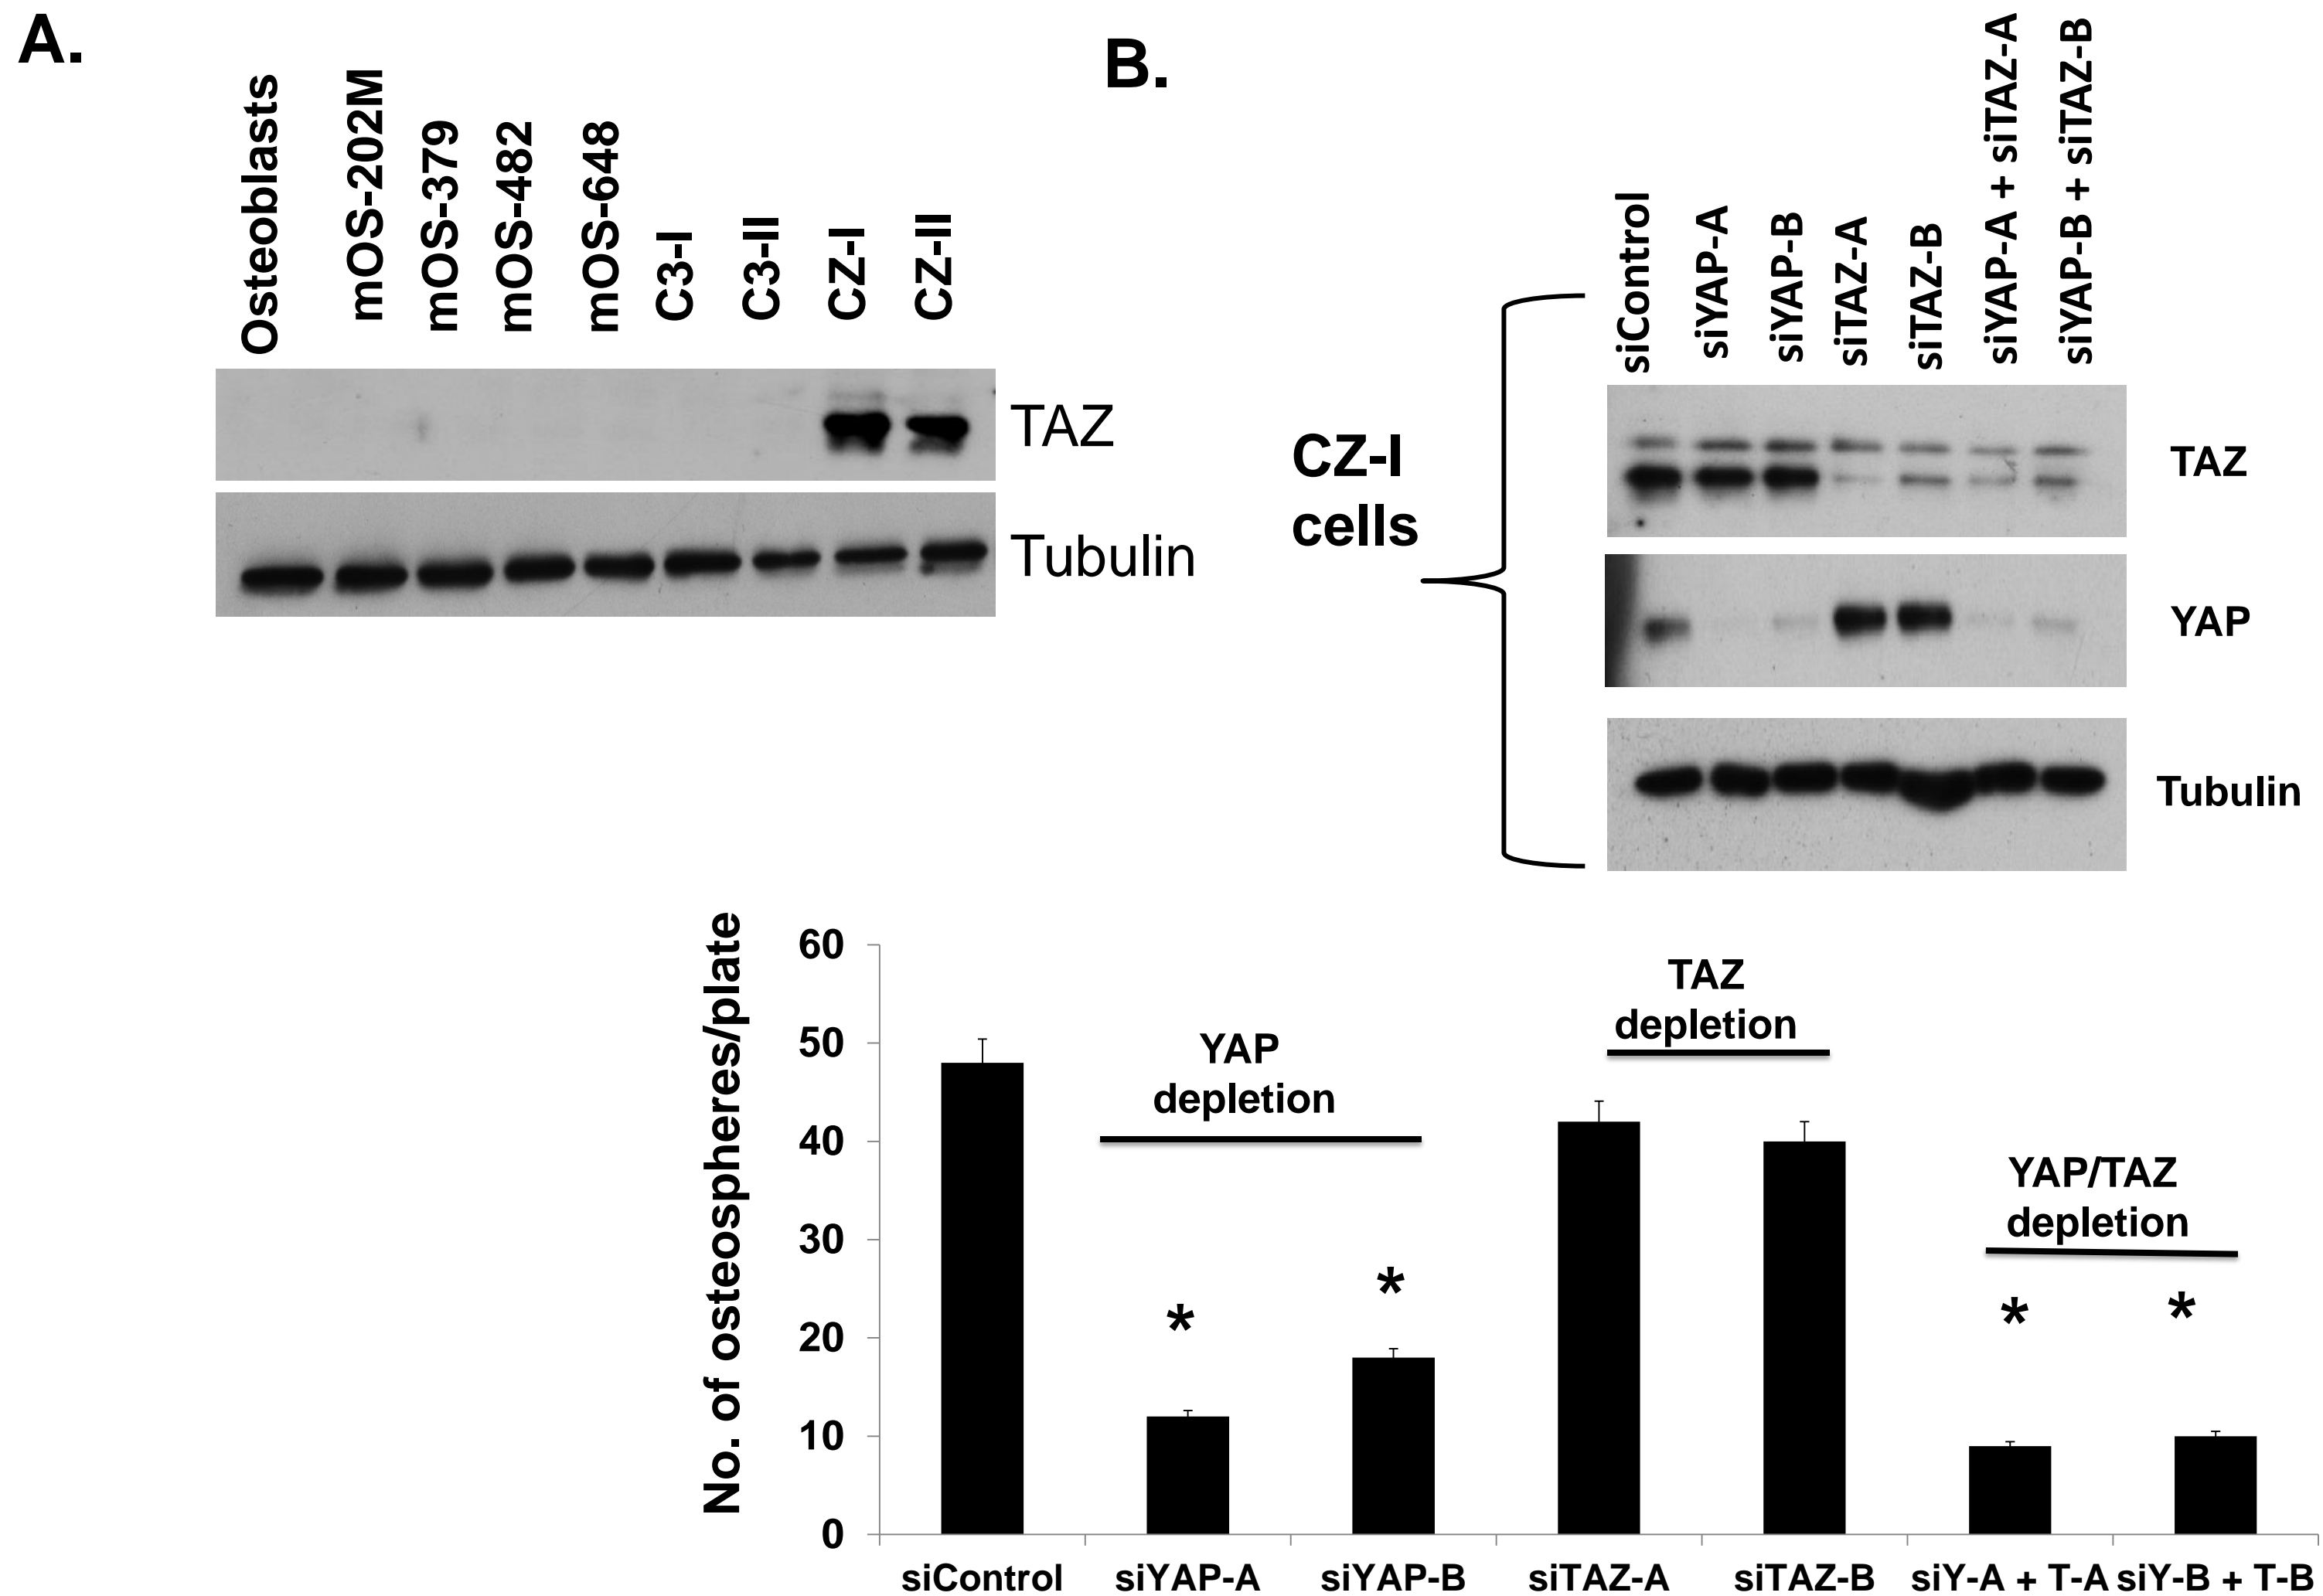 A.
Osteoblasts
mOS-202M
mOS-379
mOS-482
mOS-648
C3-I
C3-II
CZ-I
CZ-II
TAZ
Tubulin
B.
siControl
siYAP-A
siYAP-B
siTAZ-A
siTAZ-B
siYAP-A + siTAZ-A
siYAP-B + siTAZ-B
CZ-I
cells
TAZ
YAP
Tubulin
No. of osteospheres/plate
60
50
40
30
20
10
0
YAP
depletion
TAZ
depletion
YAP/TAZ
depletion
*
*
*
*
siControl
siYAP-A
siYAP-B
siTAZ-A
siTAZ-B
siY-A + T-A
siY-B + T-B